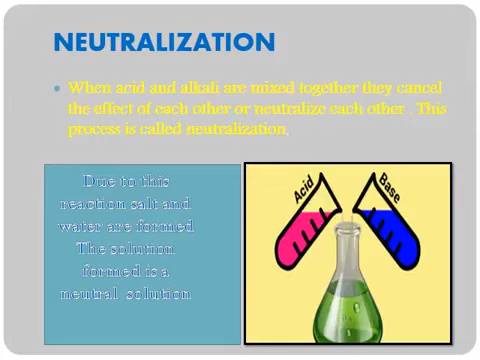 NEUTRALIZATION
When acid and alkali are mixed together they cancel
the effect of each other or neutralize each other . This
process is called neutralization.
Due to this
reaction salt and
water are formed
The solution
formed is a
neutral solution
Acid
Base